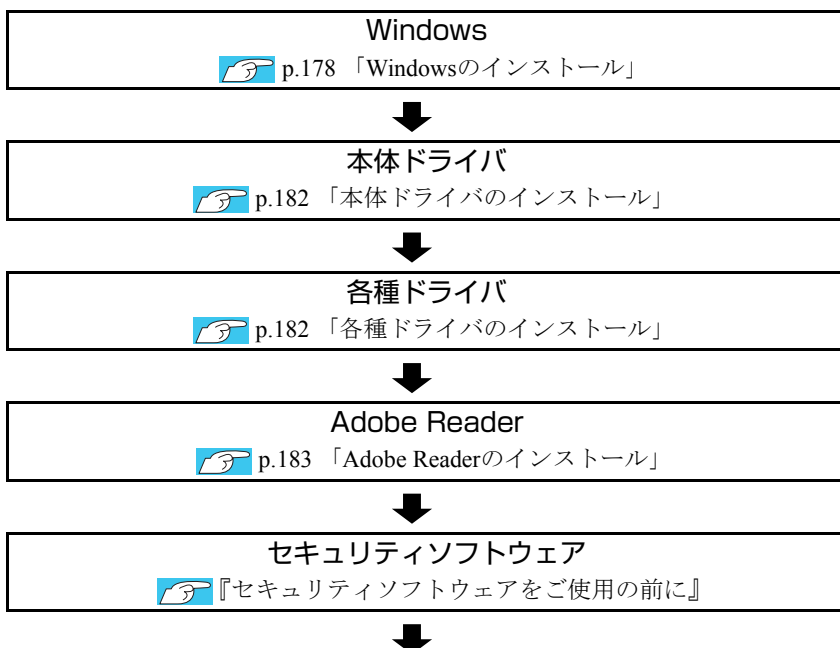 Windows
p.178 「Windowsのインストール」
本体ドライバ
p.182 「本体ドライバのインストール」
各種ドライバ
p.182 「各種ドライバのインストール」
Adobe Reader
p.183 「Adobe Readerのインストール」
セキュリティソフトウェア
『セキュリティソフトウェアをご使用の前に』